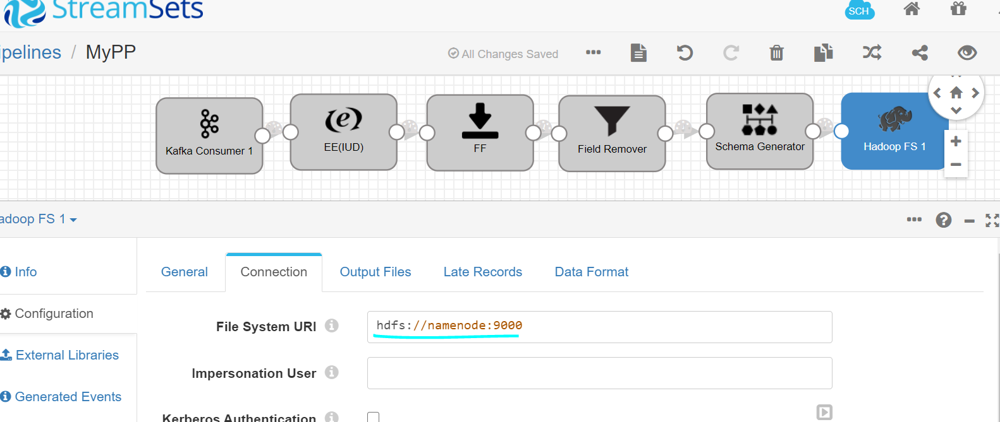 StreamSets
SCH
ipelines / MyPP
All Changes Saved
Kafka Consumer 1
EE(IUD)
FF
Field Remover
Schema Generator
Hadoop FS 1
adoop FS 1
Info
Configuration
External Libraries
Generated Events
General
Connection
Output Files
Late Records
Data Format
File System URI
hdfs://namenode:9000
Impersonation User
Kerberos Authentication